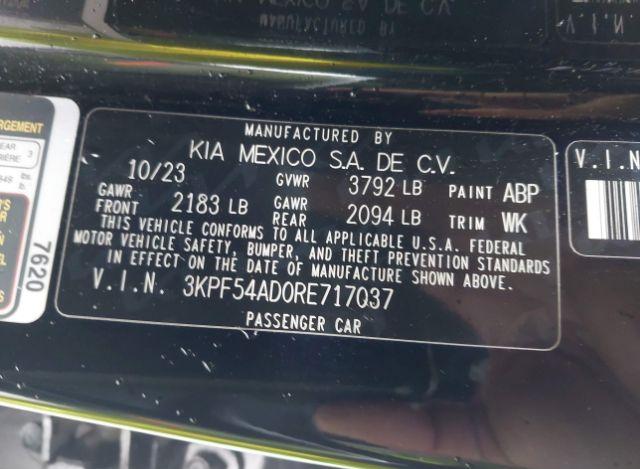 MANUFACTURED BY
KIA MEXICO S.A. DE C.V.
10/23 GVWR 3792 LB PAINT ABP
GAWR FRONT 2183 LB GAWR REAR 2094 LB TRIM WK
THIS VEHICLE CONFORMS TO ALL APPLICABLE U.S.A. FEDERAL
MOTOR VEHICLE SAFETY, BUMPER, AND THEFT PREVENTION STANDARDS
IN EFFECT ON THE DATE OF MANUFACTURE SHOWN ABOVE.
V.I.N. 3KPF54AD0RE717037
PASSENGER CAR
V.I.N
3
lbs.
7620